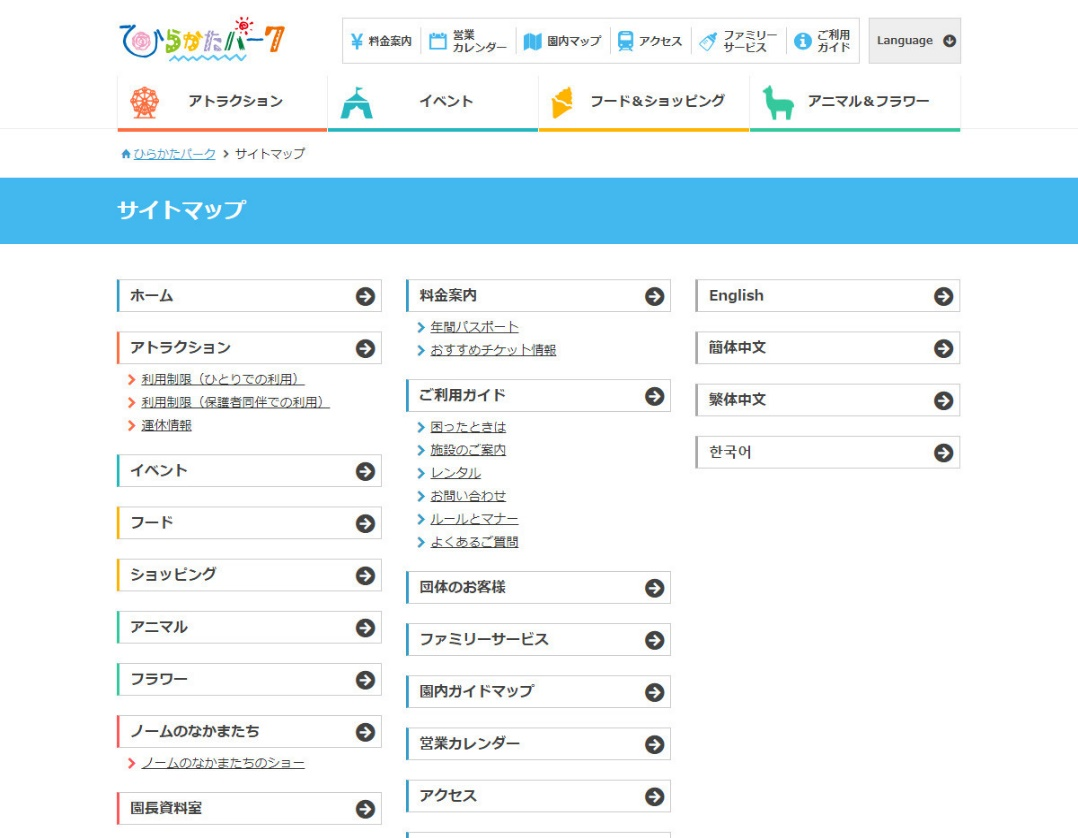 ひらかたパーク
料金案内
営業
カレンダー
園内マップ
アクセス
ファミリー
サービス
ご利用
ガイド
Language
アトラクション
イベント
フード＆ショッピング
アニマル＆フラワー
ひらかたパーク > サイトマップ
サイトマップ
ホーム
アトラクション
利用制限（ひとりでの利用）
利用制限（保護者同伴での利用）
運休情報
イベント
フード
ショッピング
アニマル
フラワー
ノームのなかまたち
ノームのなかまたちのショー
園長資料室
料金案内
年間パスポート
おすすめチケット情報
ご利用ガイド
困ったときは
施設のご案内
レンタル
お問い合わせ
ルールとマナー
よくあるご質問
団体のお客様
ファミリーサービス
園内ガイドマップ
営業カレンダー
アクセス
English
簡体中文
繁体中文
한국어